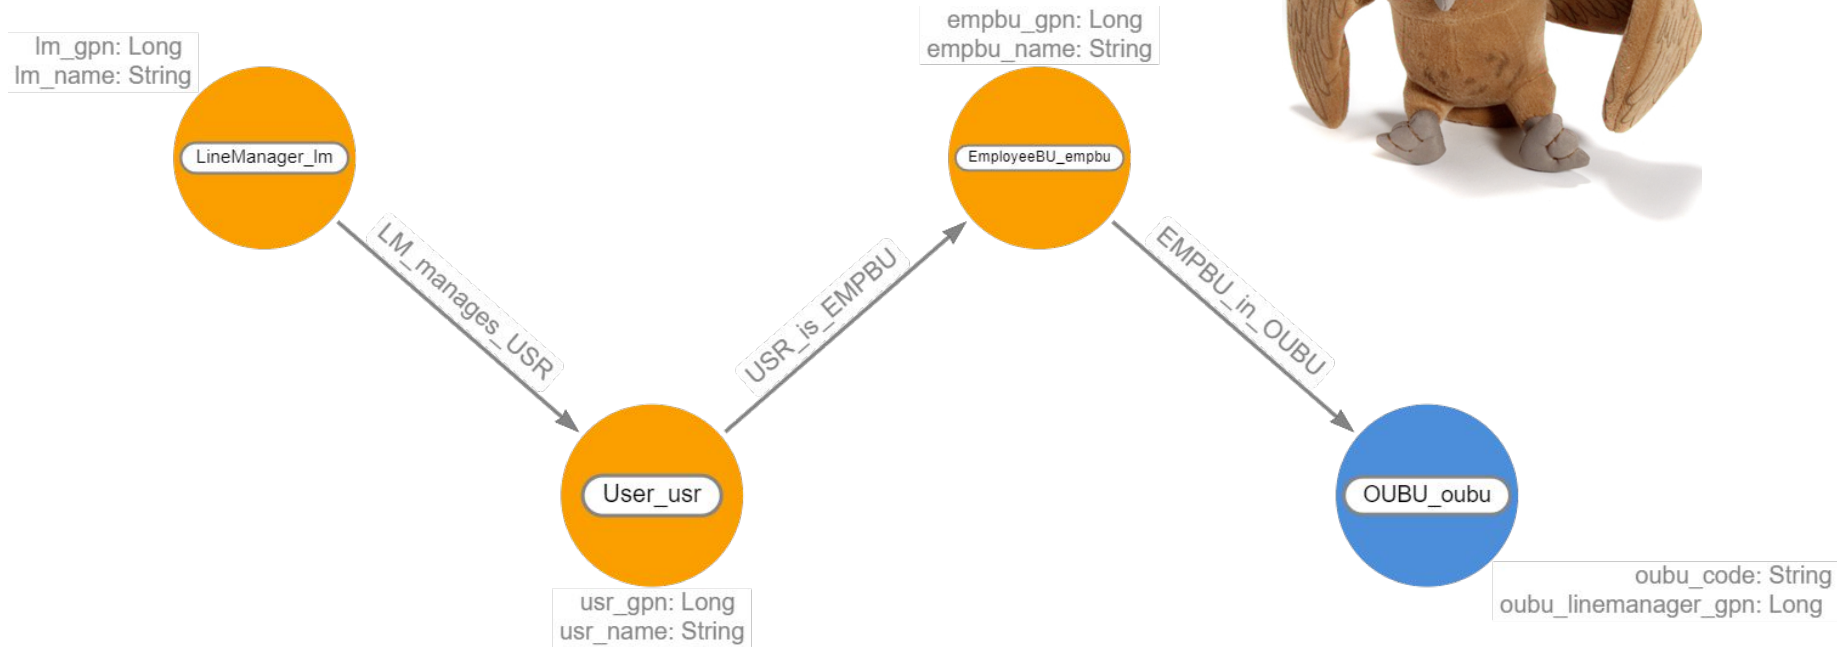 lm_gpn: Long
lm_name: String
LineManager_lm
LM_manages_USR
User_usr
usr_gpn: Long
usr_name: String
USR_is_EMPBU
empbu_gpn: Long
empbu_name: String
EmployeeBU_empbu
EMPBU_in_OUBU
OUBU_oubu
oubu_code: String
oubu_linemanager_gpn: Long